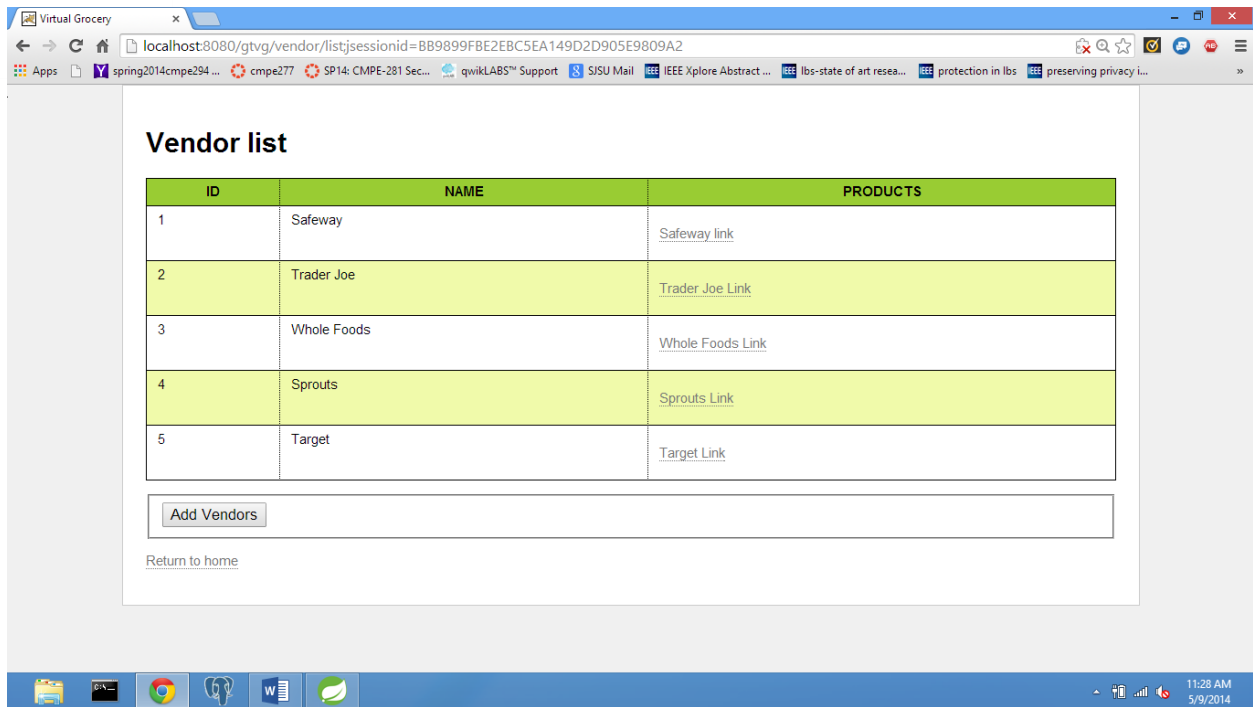 Virtual Grocery
localhost:8080/gtvg/vendor/list;jsessionid=BB9899FBE2EBC5EA149D2D905E9809A2
Apps spring2014cmpe294 ... cmpe277 SP14: CMPE-281 Sec... qwikLABS™ Support SJSU Mail IEEE Xplore Abstract ... lbs-state of art resea... protection in lbs preserving privacy i... »
Vendor list
ID NAME PRODUCTS
1 Safeway Safeway link
2 Trader Joe Trader Joe Link
3 Whole Foods Whole Foods Link
4 Sprouts Sprouts Link
5 Target Target Link
Add Vendors
Return to home
11:28 AM
5/9/2014